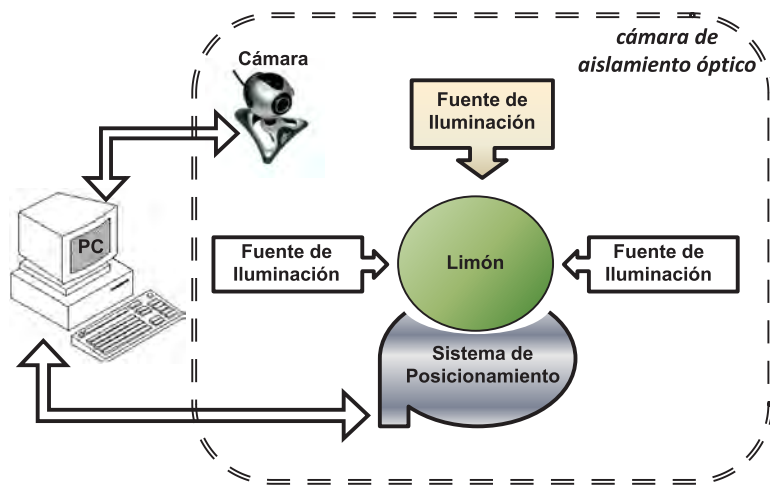 cámara de
aislamiento óptico
Cámara
Fuente de
Iluminación
PC
Fuente de
Iluminación
Limón
Fuente de
Iluminación
Sistema de
Posicionamiento